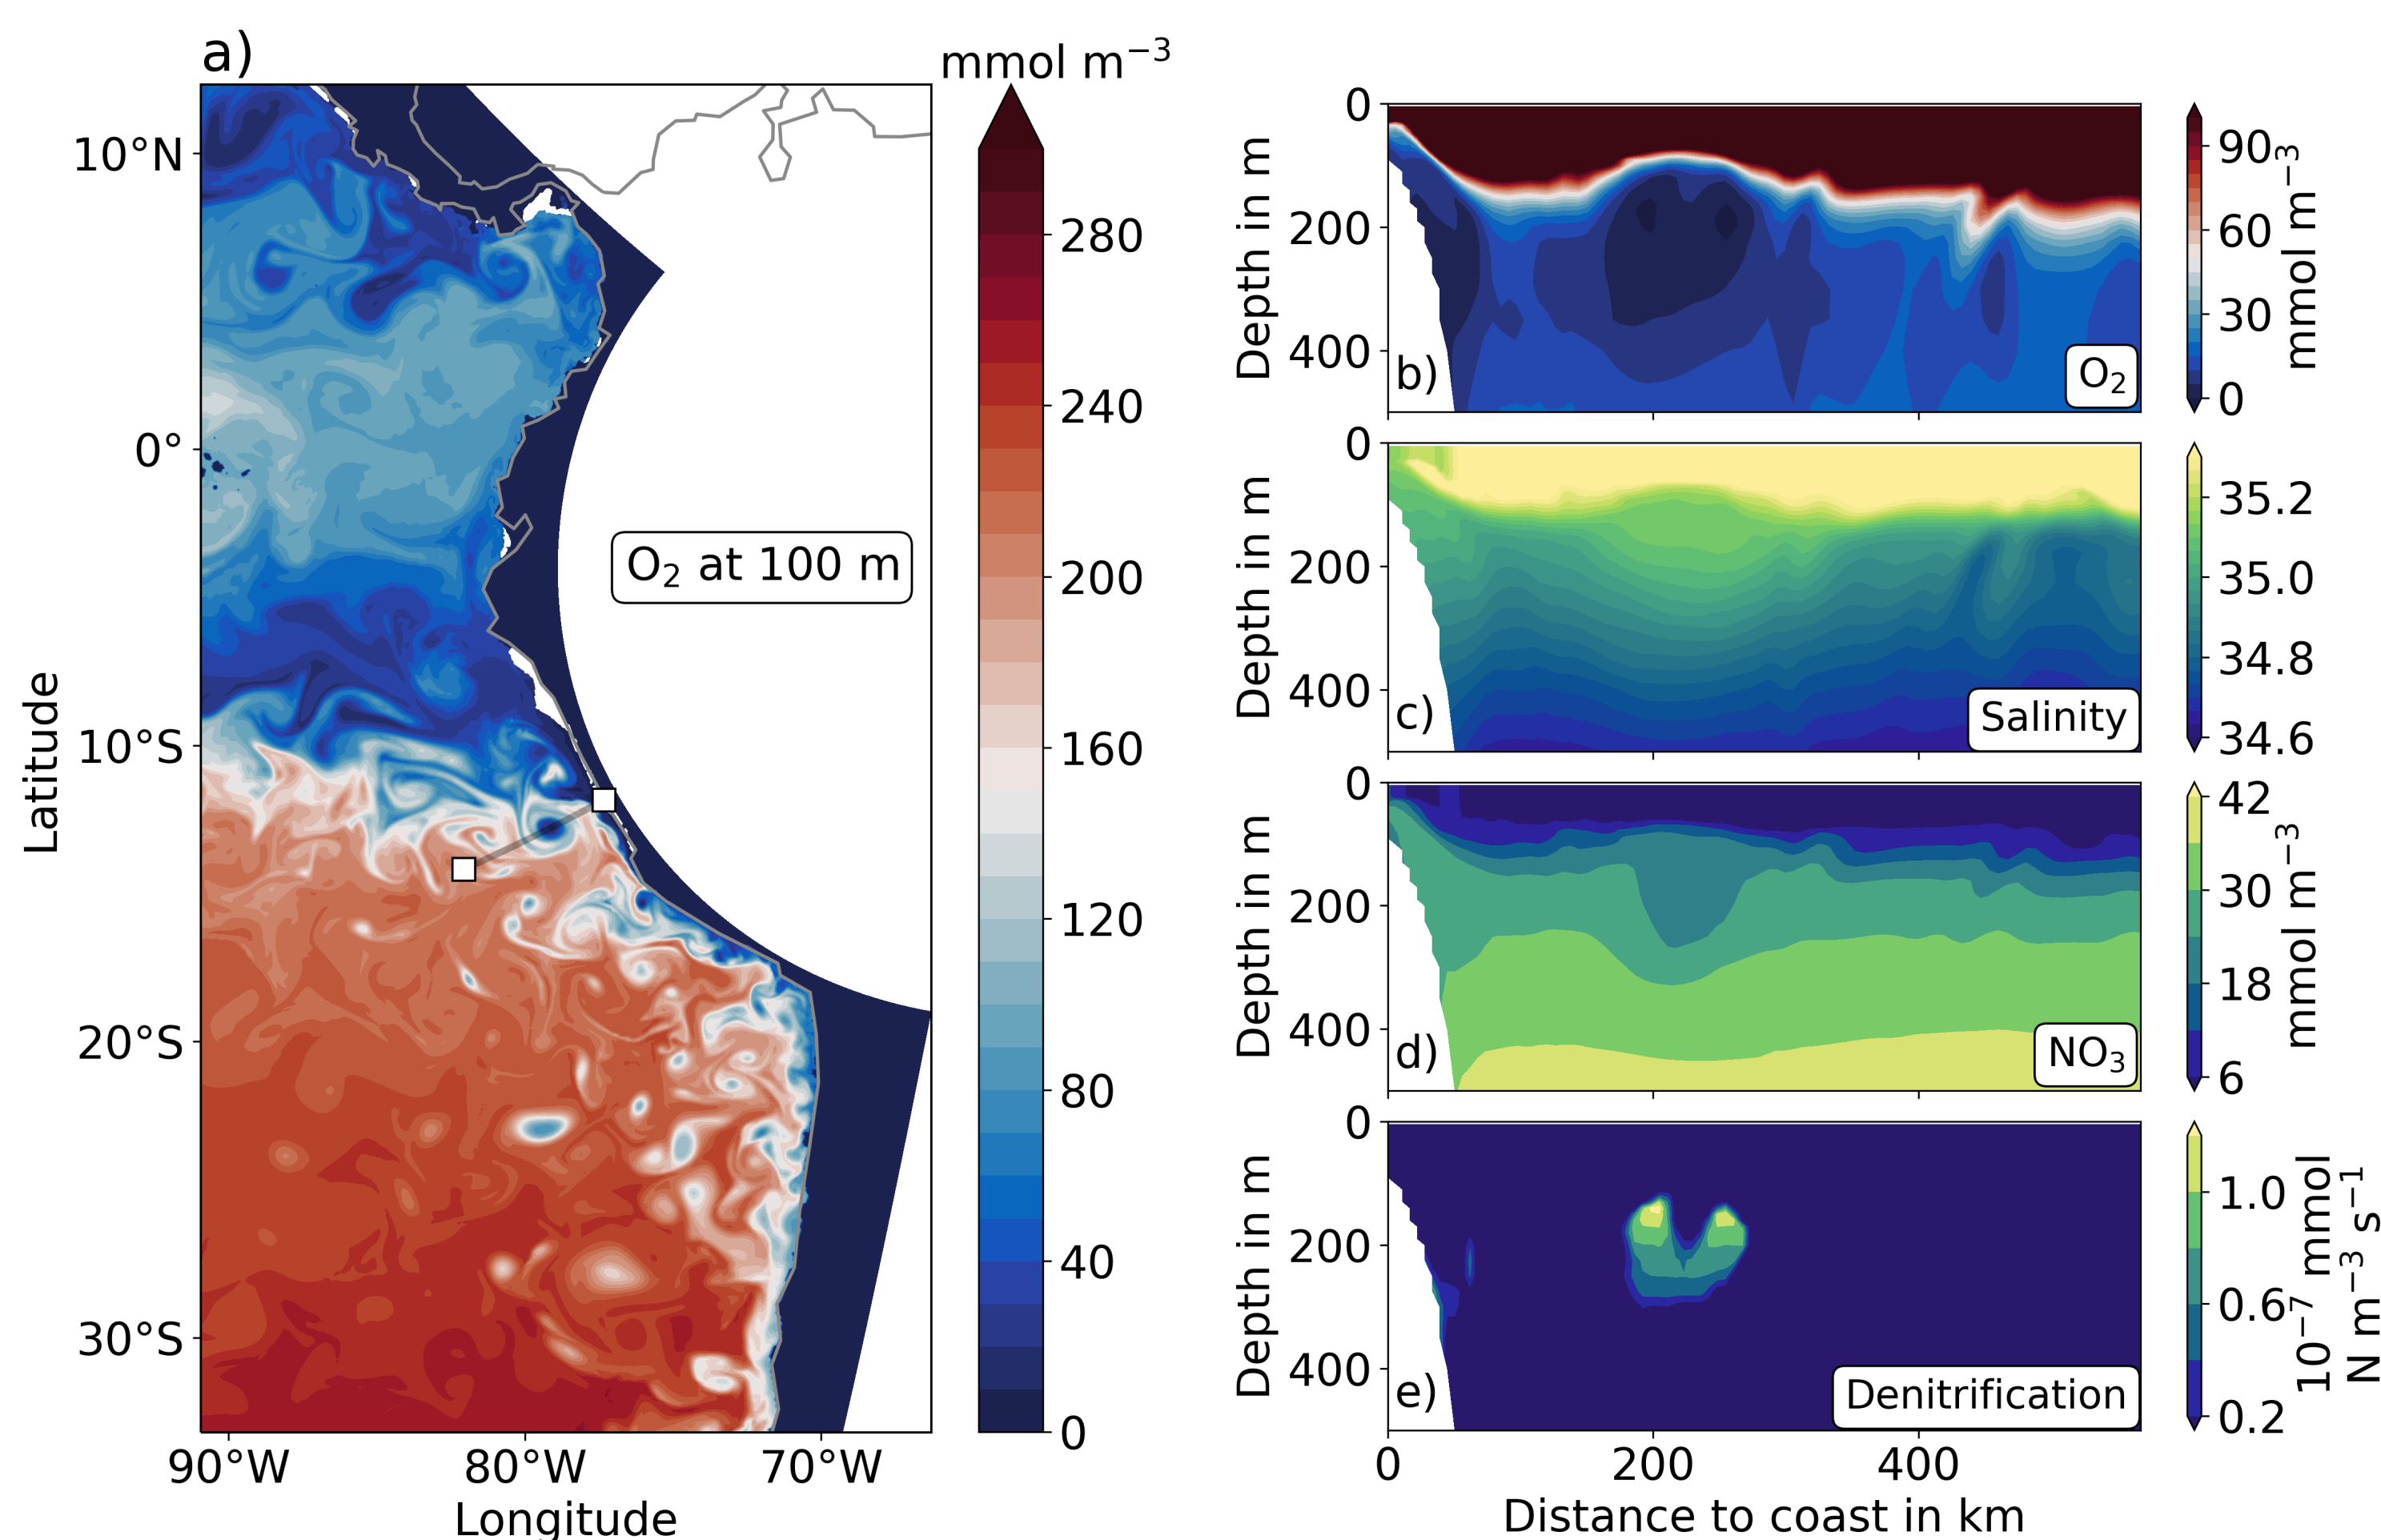 a)
mmol m⁻³
10°N
0°
10°S
20°S
30°S
Latitude
90°W
80°W
70°W
Longitude
O₂ at 100 m
280
240
200
160
120
80
40
0
0
200
400
Depth in m
b)
O₂
90
60
30
0
mmol m⁻³
0
200
400
Depth in m
c)
Salinity
35.2
35.0
34.8
34.6
0
200
400
Depth in m
d)
NO₃
42
30
18
6
mmol m⁻³
0
200
400
Depth in m
e)
Denitrification
1.0
0.6
0.2
10⁻⁷ mmol
N m⁻³ s⁻¹
0
200
400
Distance to coast in km